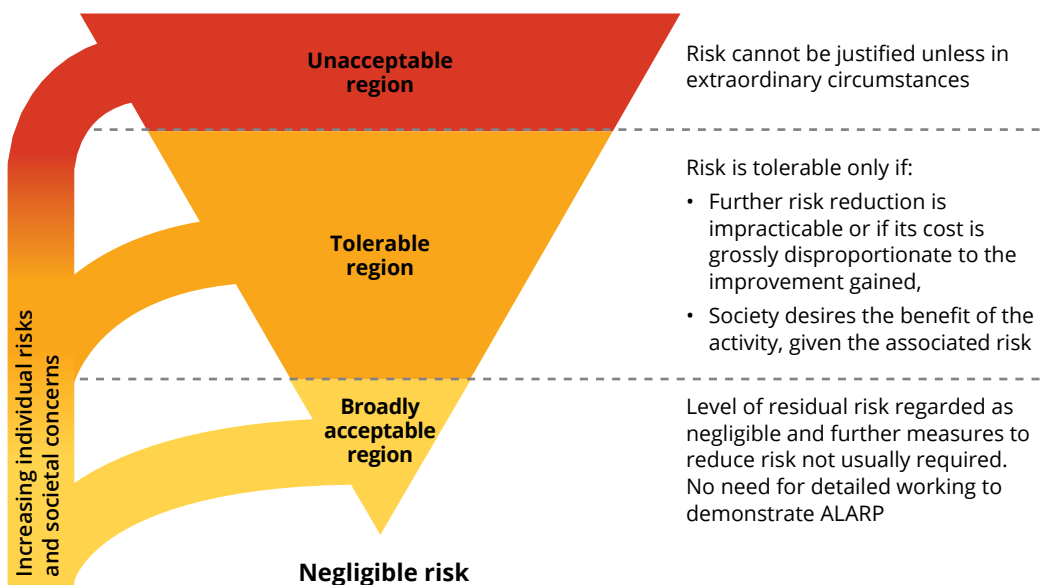 Unacceptable
region
Risk cannot be justified unless in
extraordinary circumstances
Tolerable
region
Risk is tolerable only if:
• Further risk reduction is
impracticable or if its cost is
grossly disproportionate to the
improvement gained,
• Society desires the benefit of the
activity, given the associated risk
Broadly
acceptable
region
Level of residual risk regarded as
negligible and further measures to
reduce risk not usually required.
No need for detailed working to
demonstrate ALARP
Negligible risk
Increasing individual risks
and societal concerns